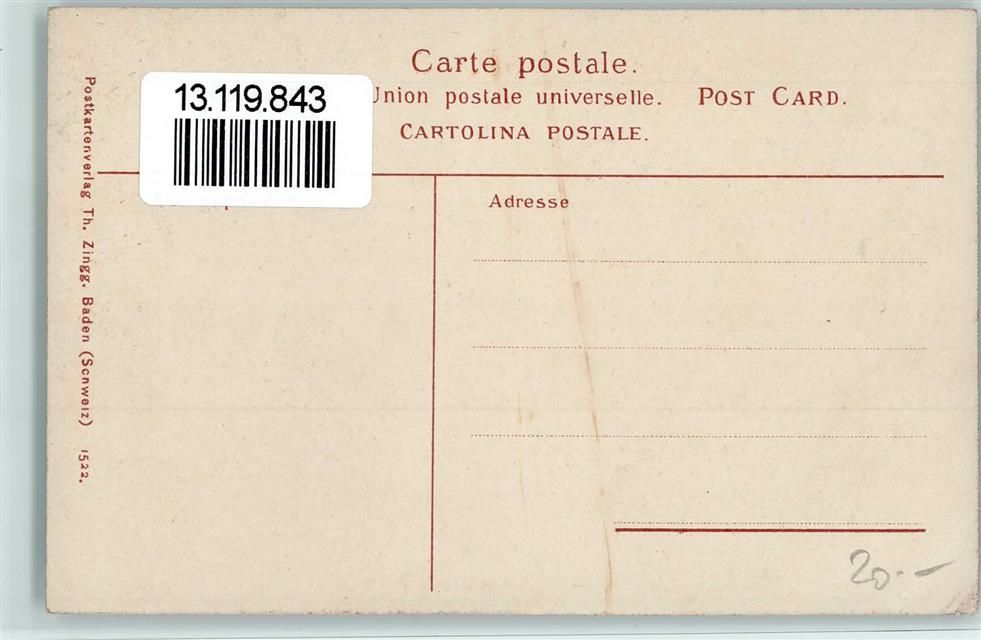 Carte postale.
13.119.843
Union postale universelle. POST CARD.
CARTOLINA POSTALE.
Adresse
Postkartenverlag Th. Zingg. Baden (Schweiz) 1522.
20.-